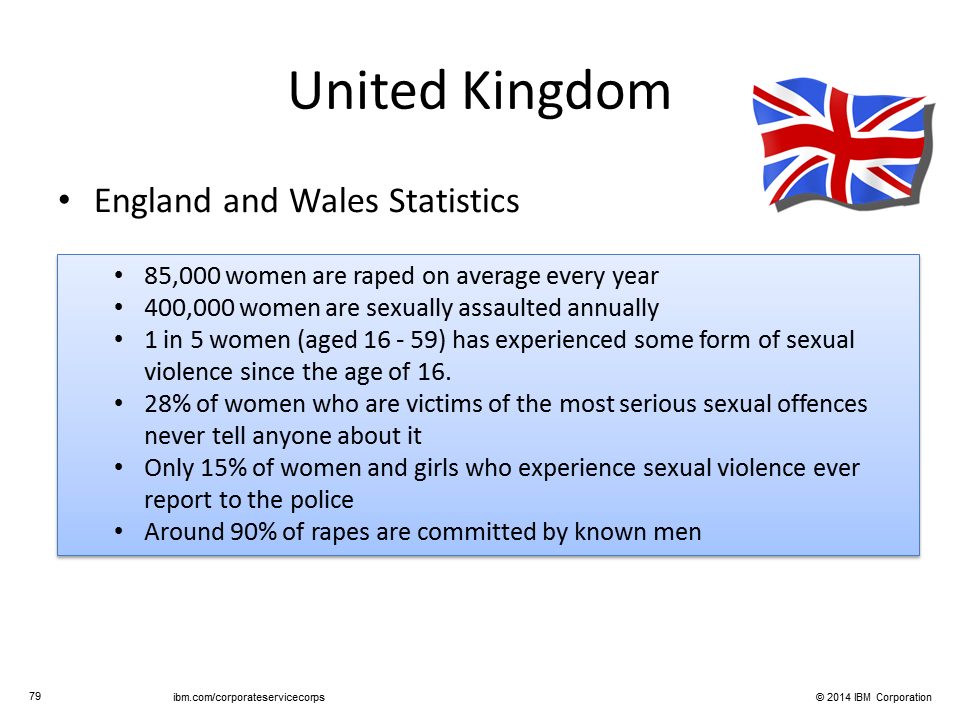 United Kingdom
• England and Wales Statistics
• 85,000 women are raped on average every year
• 400,000 women are sexually assaulted annually
• 1 in 5 women (aged 16 - 59) has experienced some form of sexual
violence since the age of 16.
• 28% of women who are victims of the most serious sexual offences
never tell anyone about it
• Only 15% of women and girls who experience sexual violence ever
report to the police
• Around 90% of rapes are committed by known men
79 ibm.com/corporateservicecorps © 2014 IBM Corporation